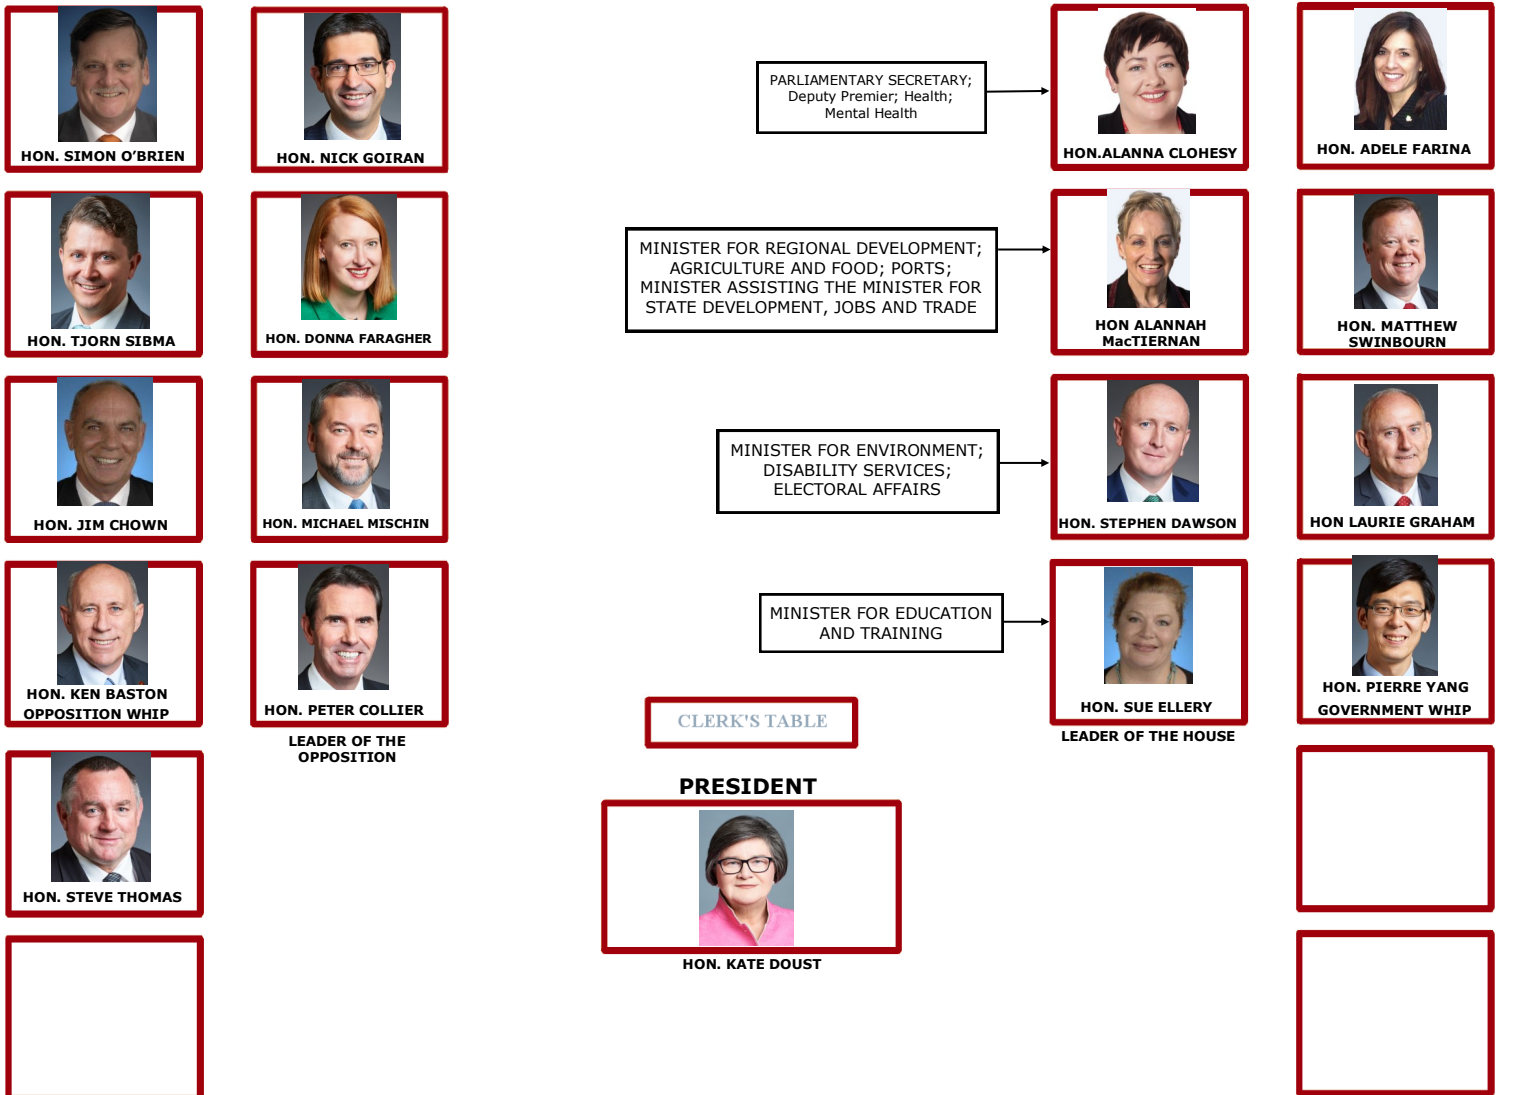 PARLIAMENTARY SECRETARY;
Deputy Premier; Health;
Mental Health
HON. SIMON O’BRIEN
HON. NICK GOIRAN
HON.ALANNA CLOHESY
HON. ADELE FARINA
MINISTER FOR REGIONAL DEVELOPMENT;
AGRICULTURE AND FOOD; PORTS;
MINISTER ASSISTING THE MINISTER FOR
STATE DEVELOPMENT, JOBS AND TRADE
HON. TJORN SIBMA
HON. DONNA FARAGHER
HON ALANNAH
MacTIERNAN
HON. MATTHEW
SWINBOURN
MINISTER FOR ENVIRONMENT;
DISABILITY SERVICES;
ELECTORAL AFFAIRS
HON. JIM CHOWN
HON. MICHAEL MISCHIN
HON. STEPHEN DAWSON
HON LAURIE GRAHAM
MINISTER FOR EDUCATION
AND TRAINING
HON. KEN BASTON
OPPOSITION WHIP
HON. PETER COLLIER
LEADER OF THE
OPPOSITION
HON. SUE ELLERY
LEADER OF THE HOUSE
HON. PIERRE YANG
GOVERNMENT WHIP
CLERK'S TABLE
PRESIDENT
HON. STEVE THOMAS
HON. KATE DOUST